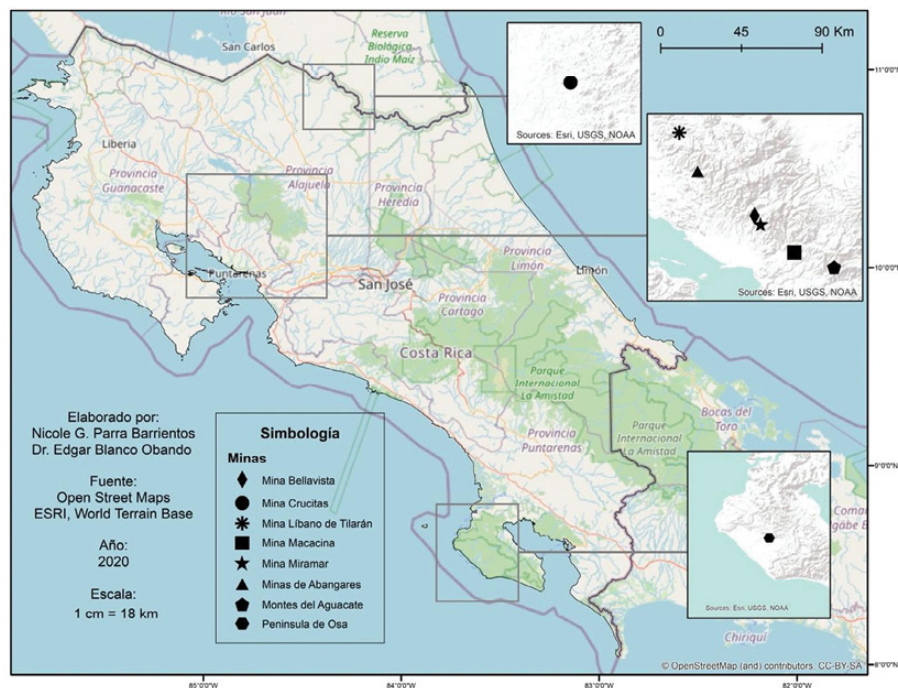 Río San Juan
San Carlos
Reserva
Biológica
Indio Maíz
0 45 90 Km
11°0'0"N
Sources: Esri, USGS, NOAA
Liberia
Provincia
Guanacaste
Provincia
Alajuela
Provincia
Heredia
Puntarenas
San José
Provincia
Limón
Limón
Provincia
Cartago
10°0'0"N
Sources: Esri, USGS, NOAA
Costa Rica
Parque
Internacional
La Amistad
Parque
Internacional
La Amistad
Bocas del
Toro
Provincia
Puntarenas
9°0'0"N
Elaborado por:
Nicole G. Parra Barrientos
Dr. Edgar Blanco Obando
Fuente:
Open Street Maps
ESRI, World Terrain Base
Año:
2020
Escala:
1 cm = 18 km
Simbología
Minas
Mina Bellavista
Mina Crucitas
Mina Líbano de Tilarán
Mina Macacina
Mina Miramar
Minas de Abangares
Montes del Aguacate
Peninsula de Osa
Sources: Esri, USGS, NOAA
Chiriquí
© OpenStreetMap (and) contributors, CC-BY-SA
8°0'0"N
85°0'0"W
84°0'0"W
83°0'0"W
82°0'0"W